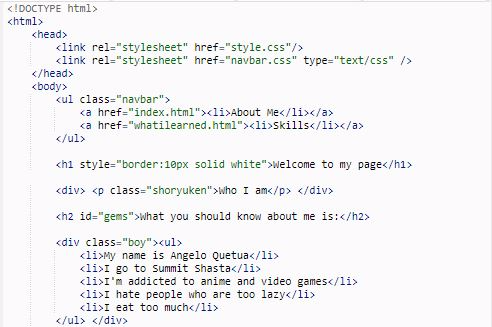 <!DOCTYPE html>
<html>
    <head>
        <link rel="stylesheet" href="style.css"/>
        <link rel="stylesheet" href="navbar.css" type="text/css" />
    </head>
    <body>
        <ul class="navbar">
            <a href="index.html"><li>About Me</li></a>
            <a href="whatilearned.html"><li>Skills</li></a>
        </ul>

        <h1 style="border:10px solid white">Welcome to my page</h1>

        <div> <p class="shoryuken">Who I am</p> </div>

        <h2 id="gems">What you should know about me is:</h2>

        <div class="boy"><ul>
            <li>My name is Angelo Quetua</li>
            <li>I go to Summit Shasta</li>
            <li>I'm addicted to anime and video games</li>
            <li>I hate people who are too lazy</li>
            <li>I eat too much</li>
        </ul> </div>